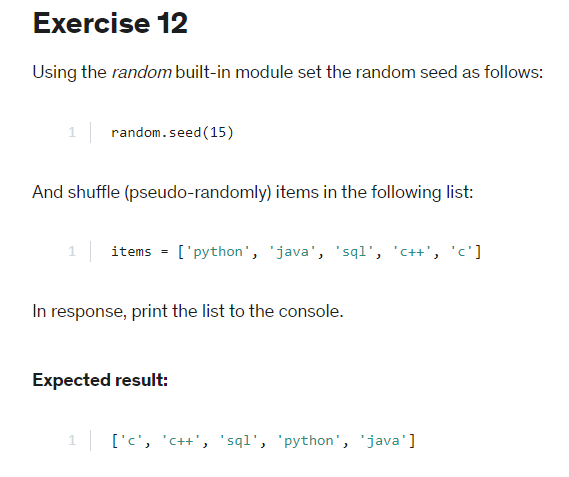 Exercise 12
Using the random built-in module set the random seed as follows:
1 random.seed(15)
And shuffle (pseudo-randomly) items in the following list:
1 items = ['python', 'java', 'sql', 'c++', 'c']
In response, print the list to the console.
Expected result:
1 ['c', 'c++', 'sql', 'python', 'java']